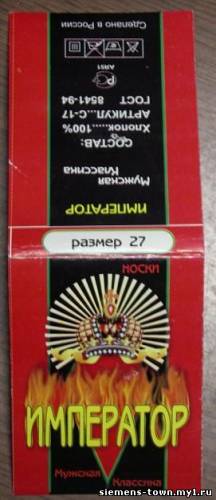 Сделано в России
АЯ51
ГОСТ 8541-94
АРТИКУЛ...С-17
Хлопок.....100%
СОСТАВ:
Мужская
Классика
ИМПЕРАТОР
размер 27
НОСКИ
ИМПЕРАТОР
Мужская Классика
siemens-town.my1.ru